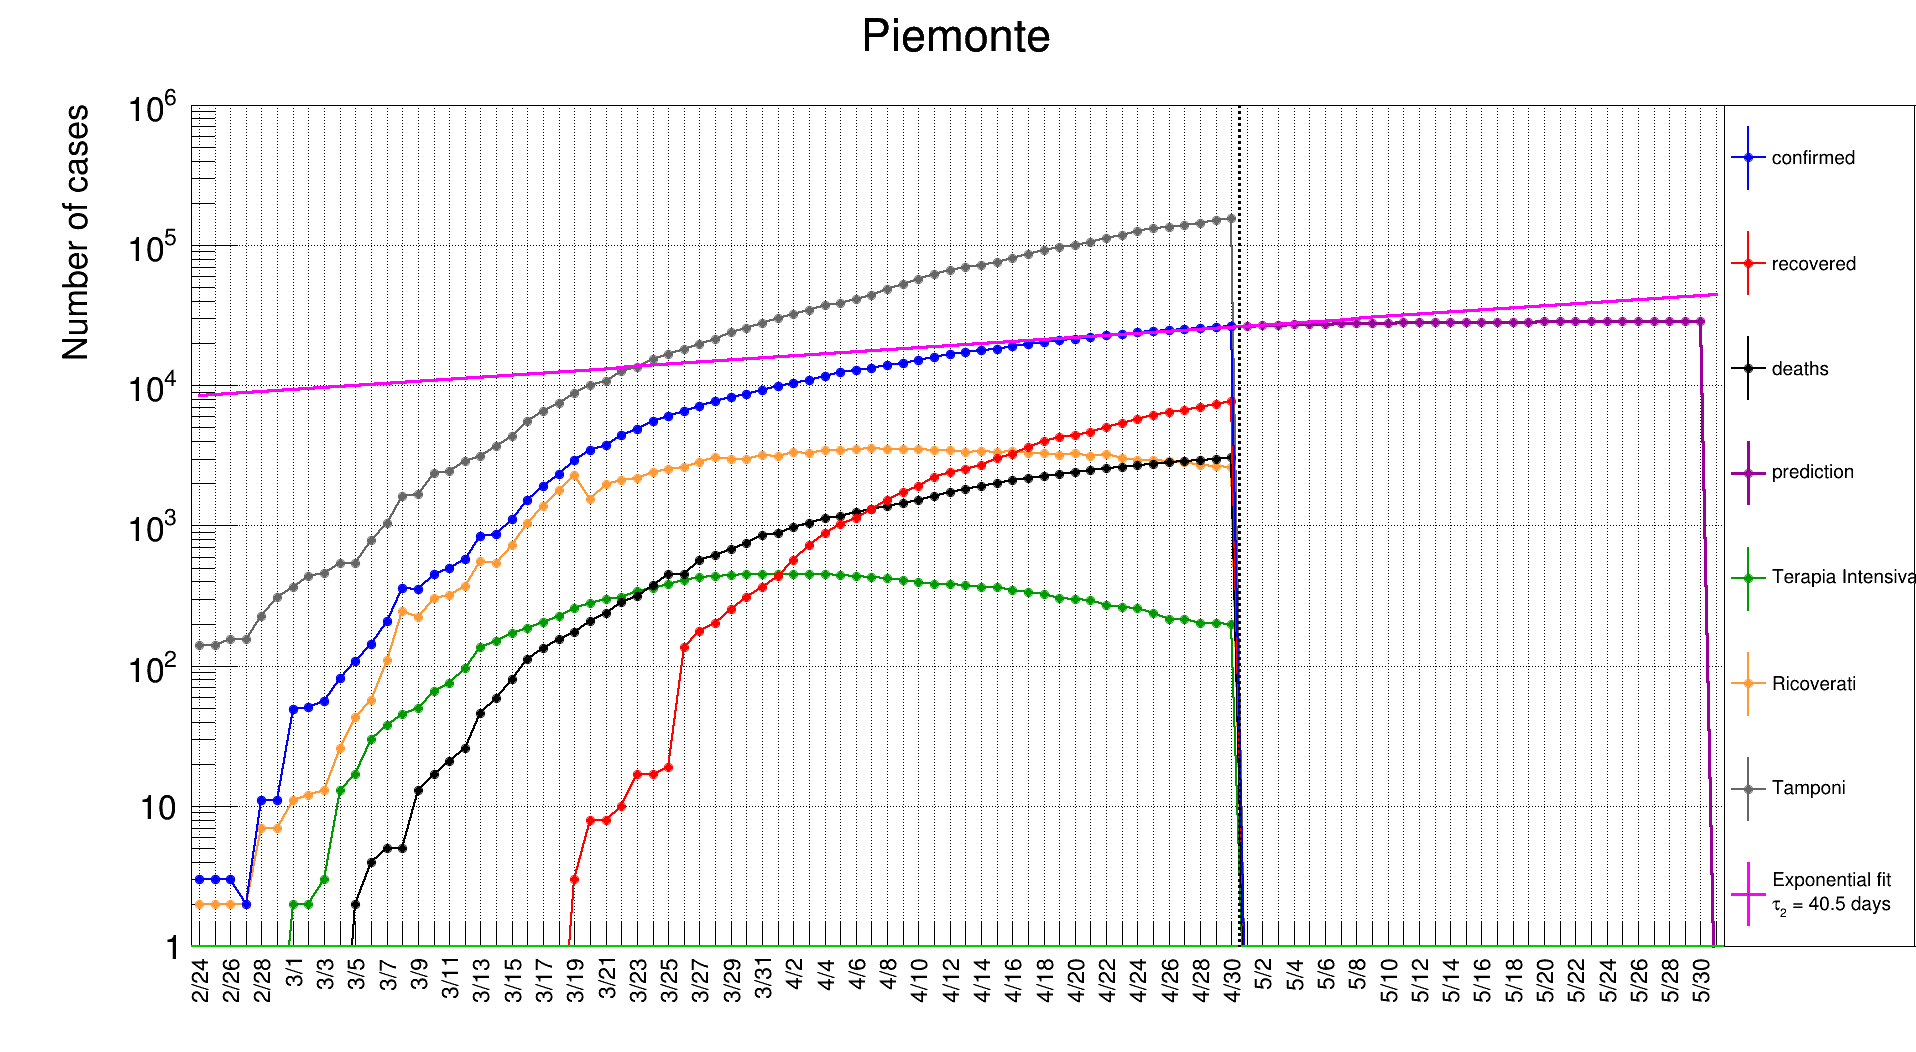 Piemonte
Number of cases
10^6
10^5
10^4
10^3
10^2
10
1
2/24 2/26 2/28 3/1 3/3 3/5 3/7 3/9 3/11 3/13 3/15 3/17 3/19 3/21 3/23 3/25 3/27 3/29 3/31 4/2 4/4 4/6 4/8 4/10 4/12 4/14 4/16 4/18 4/20 4/22 4/24 4/26 4/28 4/30 5/2 5/4 5/6 5/8 5/10 5/12 5/14 5/16 5/18 5/20 5/22 5/24 5/26 5/28 5/30
confirmed
recovered
deaths
prediction
Terapia Intensiva
Ricoverati
Tamponi
Exponential fit
τ₂ = 40.5 days